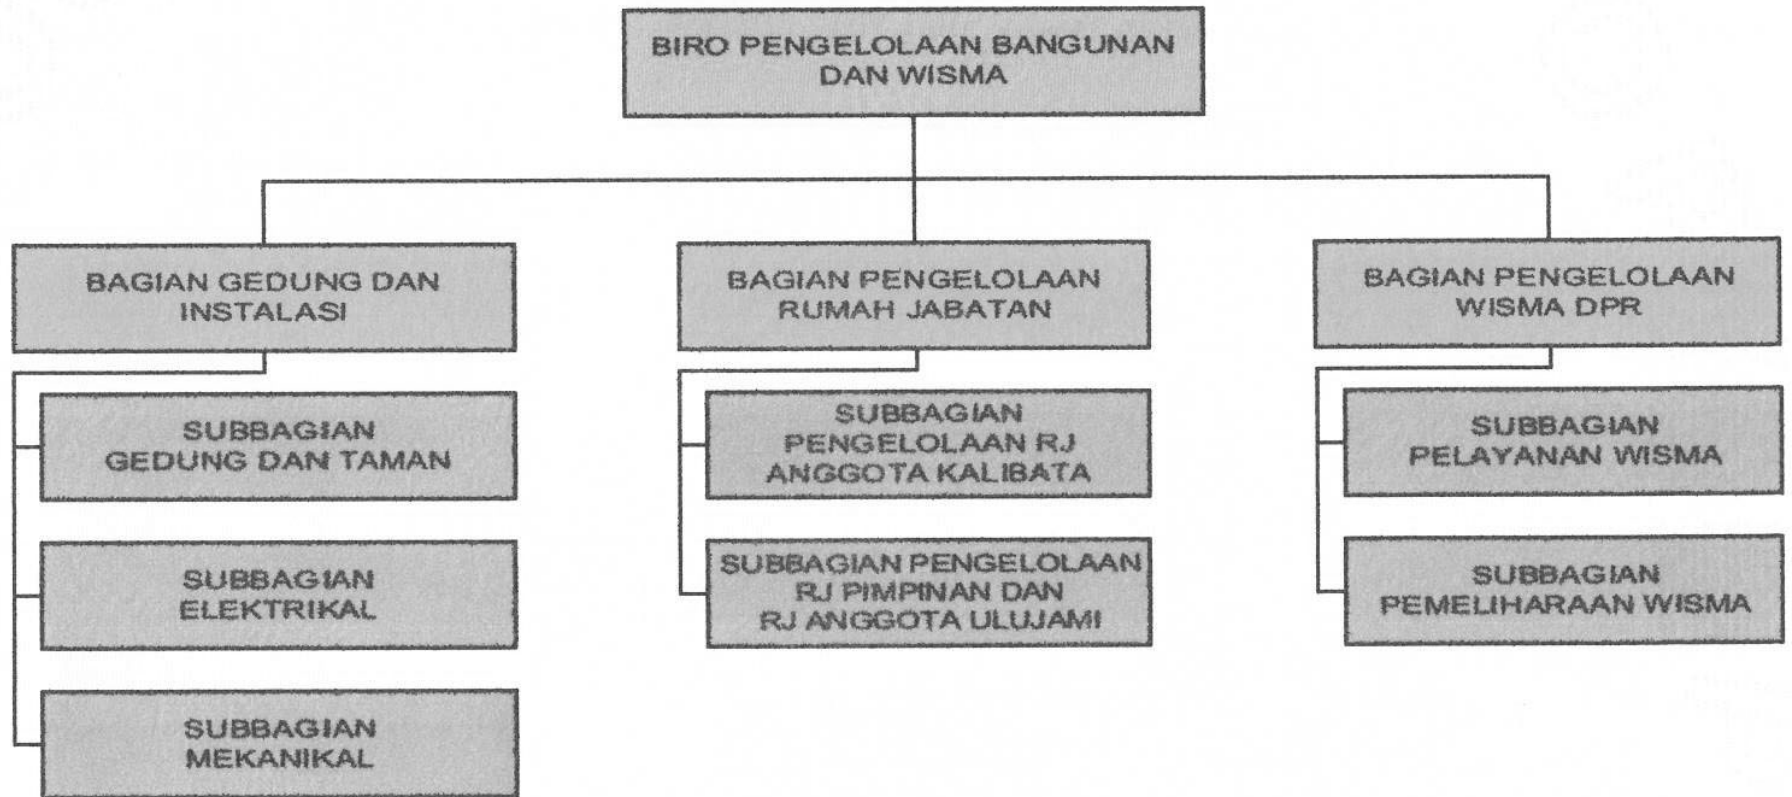 BIRO PENGELOLAAN BANGUNAN
DAN WISMA
BAGIAN GEDUNG DAN
INSTALASI
SUBBAGIAN
GEDUNG DAN TAMAN
SUBBAGIAN
ELEKTRIKAL
SUBBAGIAN
MEKANIKAL
BAGIAN PENGELOLAAN
RUMAH JABATAN
SUBBAGIAN
PENGELOLAAN RJ
ANGGOTA KALIBATA
SUBBAGIAN PENGELOLAAN
RJ PIMPINAN DAN
RJ ANGGOTA ULUJAMI
BAGIAN PENGELOLAAN
WISMA DPR
SUBBAGIAN
PELAYANAN WISMA
SUBBAGIAN
PEMELIHARAAN WISMA